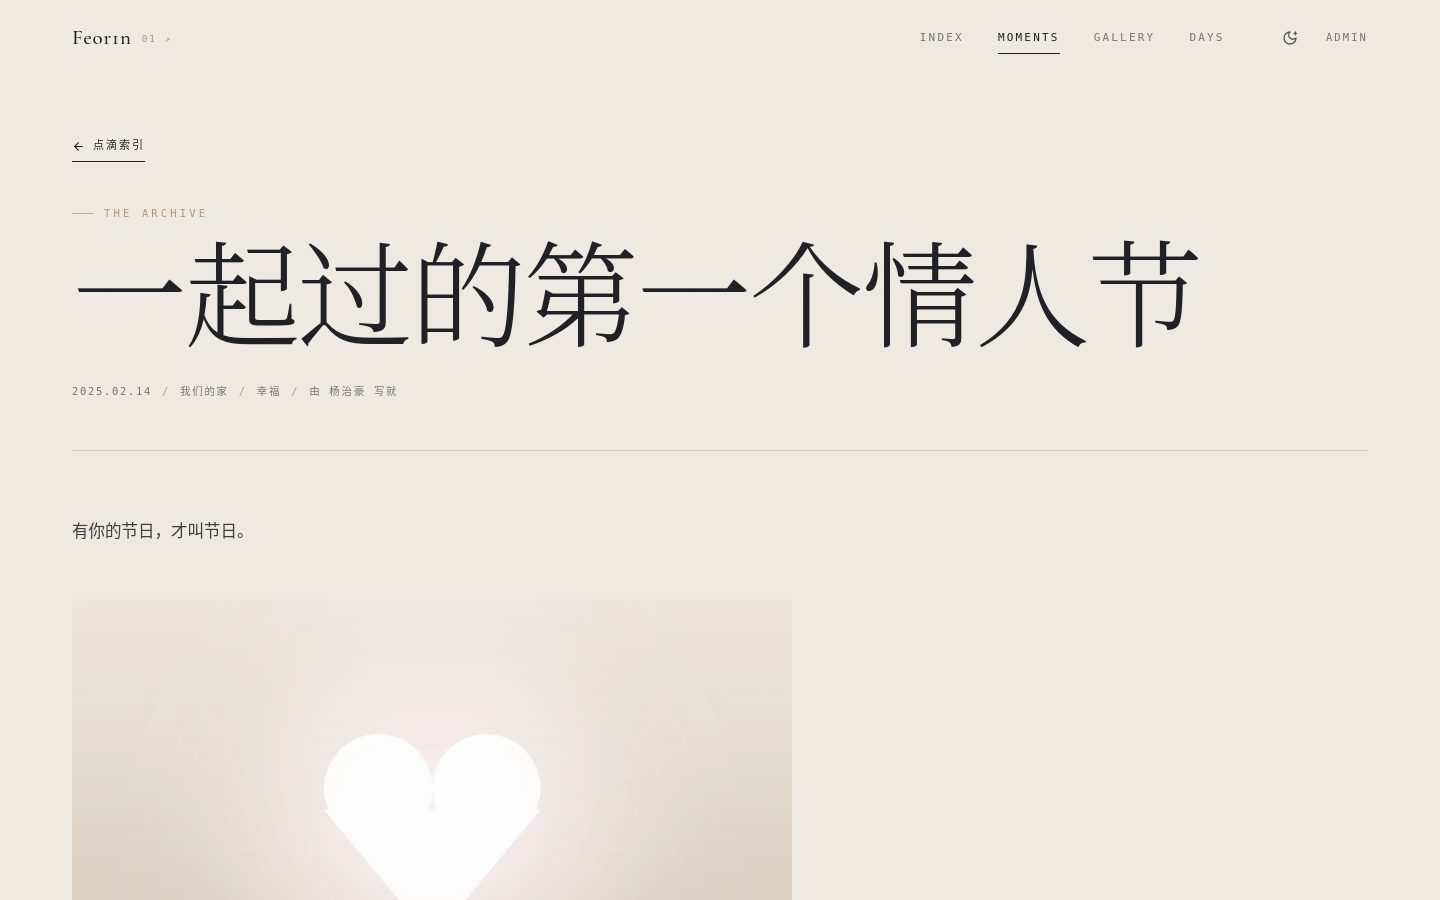 Feor1n 01 ↗
INDEX MOMENTS GALLERY DAYS ADMIN
← 点滴索引
THE ARCHIVE
一起过的第一个情人节
2025.02.14 / 我们的家 / 幸福 / 由 杨治豪 写就
有你的节日，才叫节日。